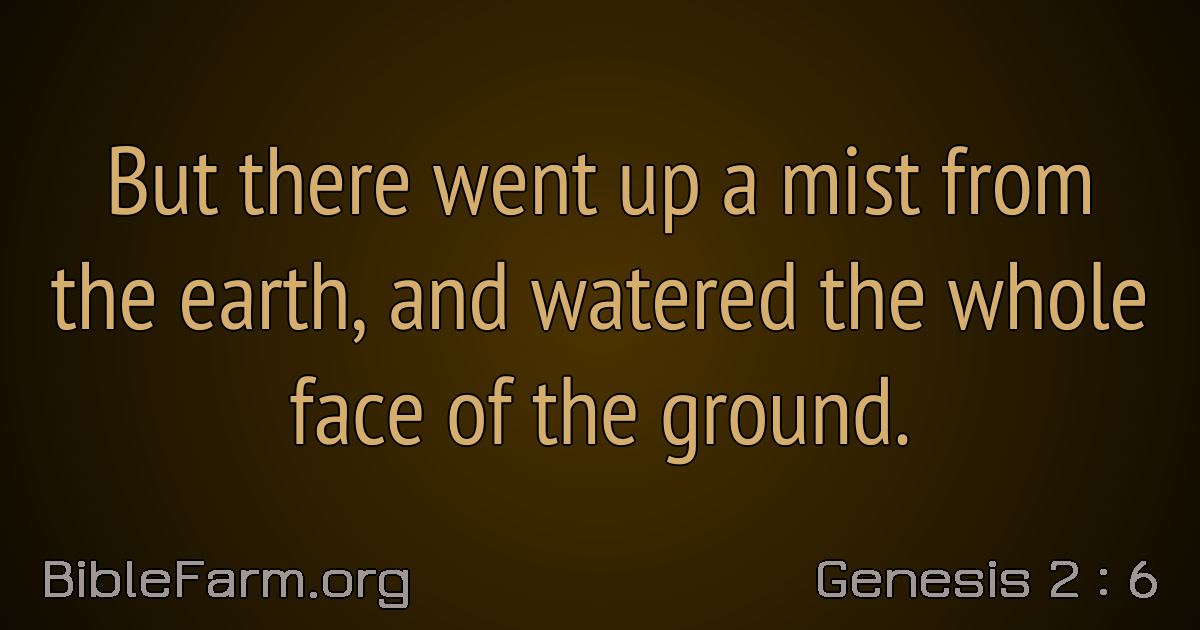 But there went up a mist from
the earth, and watered the whole
face of the ground.
BibleFarm.org
Genesis 2 : 6